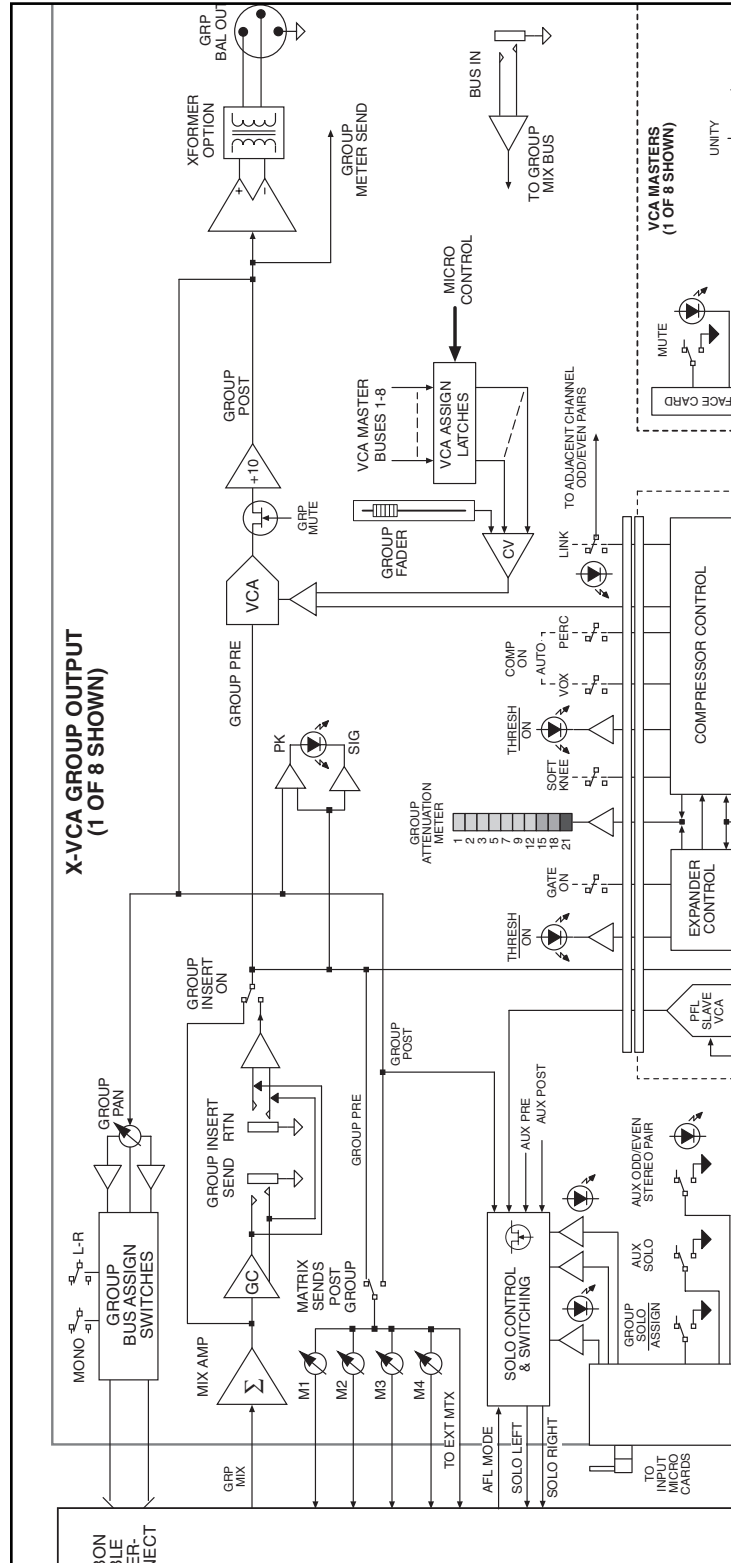 X-VCA GROUP OUTPUT
(1 OF 8 SHOWN)
GRP
BAL OUT
XFORMER
OPTION
+
−
GROUP
METER SEND
BUS IN
TO GROUP
MIX BUS
VCA MASTERS
(1 OF 8 SHOWN)
UNITY
MUTE
FACE CARD
GROUP
POST
+10
GRP
MUTE
VCA
GROUP PRE
MICRO
CONTROL
VCA MASTER
BUSES 1-8
VCA ASSIGN
LATCHES
GROUP
FADER
CV
TO ADJACENT CHANNEL
ODD/EVEN PAIRS
LINK
COMP
ON
AUTO
PERC
VOX
THRESH
ON
SOFT
KNEE
GROUP
ATTENUATION
METER
1
2
3
5
7
9
12
15
18
21
GATE
ON
THRESH
ON
COMPRESSOR CONTROL
EXPANDER
CONTROL
PFL
SLAVE
VCA
PK
SIG
GROUP
INSERT
ON
GROUP
PAN
L-R
MONO
GROUP
BUS ASSIGN
SWITCHES
GROUP INSERT
SEND
RTN
GC
MIX AMP
Σ
GRP
MIX
MATRIX
SENDS
POST
GROUP
GROUP PRE
GROUP
POST
M1
M2
M3
M4
TO EXT MTX
AUX PRE
AUX POST
SOLO CONTROL
& SWITCHING
AFL MODE
SOLO LEFT
SOLO RIGHT
AUX ODD/EVEN
STEREO PAIR
AUX
SOLO
GROUP
SOLO
ASSIGN
TO
INPUT
MICRO
CARDS